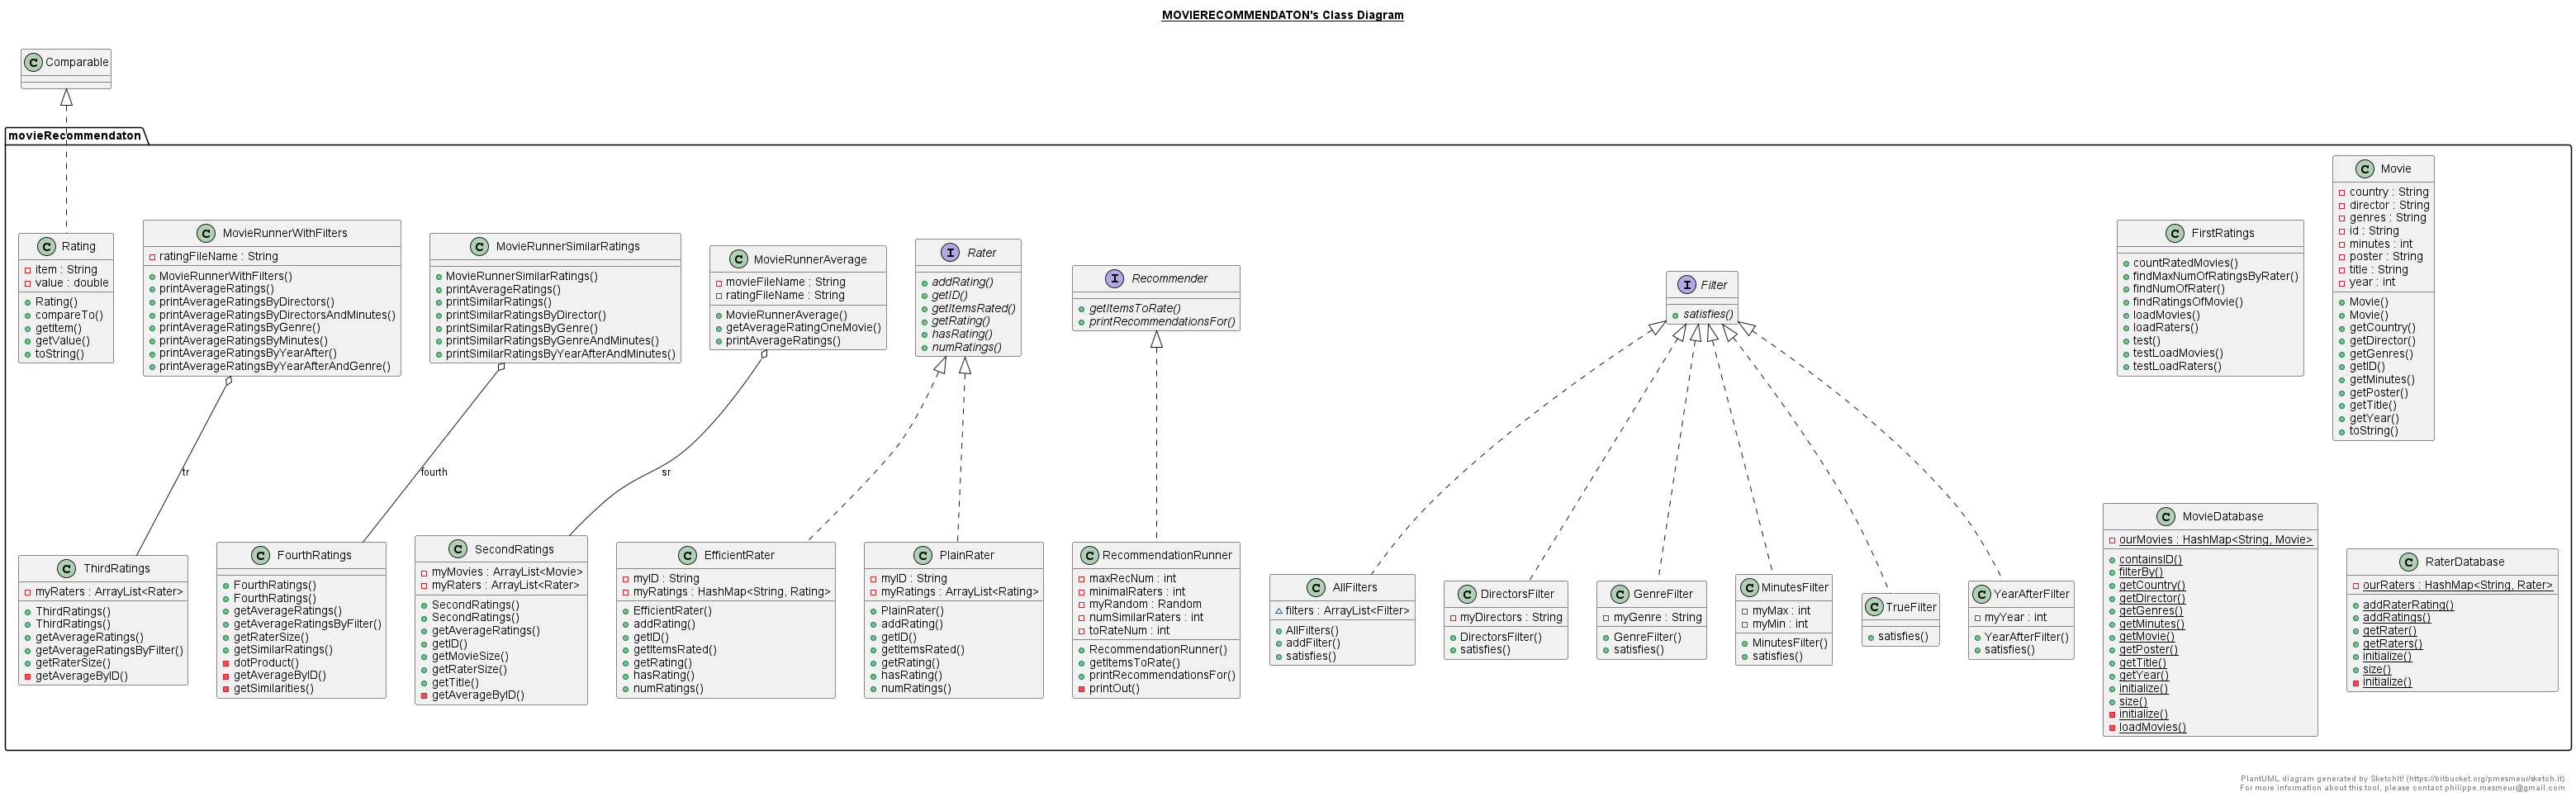 MOVIERECOMMENDATON's Class Diagram
C Comparable
movieRecommendaton
C Rating
item : String
value : double
Rating()
compareTo()
getItem()
getValue()
toString()
C MovieRunnerWithFilters
ratingFileName : String
MovieRunnerWithFilters()
printAverageRatings()
printAverageRatingsByDirectors()
printAverageRatingsByDirectorsAndMinutes()
printAverageRatingsByGenre()
printAverageRatingsByMinutes()
printAverageRatingsByYearAfter()
printAverageRatingsByYearAfterAndGenre()
C MovieRunnerSimilarRatings
MovieRunnerSimilarRatings()
printAverageRatings()
printSimilarRatings()
printSimilarRatingsByDirector()
printSimilarRatingsByGenre()
printSimilarRatingsByGenreAndMinutes()
printSimilarRatingsByYearAfterAndMinutes()
C MovieRunnerAverage
movieFileName : String
ratingFileName : String
MovieRunnerAverage()
getAverageRatingOneMovie()
printAverageRatings()
I Rater
addRating()
getID()
getItemsRated()
getRating()
hasRating()
numRatings()
I Recommender
getItemsToRate()
printRecommendationsFor()
I Filter
satisfies()
C FirstRatings
countRatedMovies()
findMaxNumOfRatingsByRater()
findNumOfRater()
findRatingsOfMovie()
loadMovies()
loadRaters()
test()
testLoadMovies()
testLoadRaters()
C Movie
country : String
director : String
genres : String
id : String
minutes : int
poster : String
title : String
year : int
Movie()
Movie()
getCountry()
getDirector()
getGenres()
getID()
getMinutes()
getPoster()
getTitle()
getYear()
toString()
tr
fourth
sr
C ThirdRatings
myRaters : ArrayList<Rater>
ThirdRatings()
ThirdRatings()
getAverageRatings()
getAverageRatingsByFilter()
getRaterSize()
getAverageByID()
C FourthRatings
FourthRatings()
FourthRatings()
getAverageRatings()
getAverageRatingsByFilter()
getRaterSize()
getSimilarRatings()
dotProduct()
getAverageByID()
getSimilarities()
C SecondRatings
myMovies : ArrayList<Movie>
myRaters : ArrayList<Rater>
SecondRatings()
SecondRatings()
getAverageRatings()
getID()
getMovieSize()
getRaterSize()
getTitle()
getAverageByID()
C EfficientRater
myID : String
myRatings : HashMap<String, Rating>
EfficientRater()
addRating()
getID()
getItemsRated()
getRating()
hasRating()
numRatings()
C PlainRater
myID : String
myRatings : ArrayList<Rating>
PlainRater()
addRating()
getID()
getItemsRated()
getRating()
hasRating()
numRatings()
C RecommendationRunner
maxRecNum : int
minimalRaters : int
myRandom : Random
numSimilarRaters : int
toRateNum : int
RecommendationRunner()
getItemsToRate()
printRecommendationsFor()
printOut()
C AllFilters
filters : ArrayList<Filter>
AllFilters()
addFilter()
satisfies()
C DirectorsFilter
myDirectors : String
DirectorsFilter()
satisfies()
C GenreFilter
myGenre : String
GenreFilter()
satisfies()
C MinutesFilter
myMax : int
myMin : int
MinutesFilter()
satisfies()
C TrueFilter
satisfies()
C YearAfterFilter
myYear : int
YearAfterFilter()
satisfies()
C MovieDatabase
ourMovies : HashMap<String, Movie>
containsID()
filterBy()
getCountry()
getDirector()
getGenres()
getMinutes()
getMovie()
getPoster()
getTitle()
getYear()
initialize()
size()
initialize()
loadMovies()
C RaterDatabase
ourRaters : HashMap<String, Rater>
addRaterRating()
addRatings()
getRater()
getRaters()
initialize()
size()
initialize()
PlantUML diagram generated by SketchIt! (https://bitbucket.org/pmesmeur/sketch.it)
For more information about this tool, please contact philippe.mesmeur@gmail.com